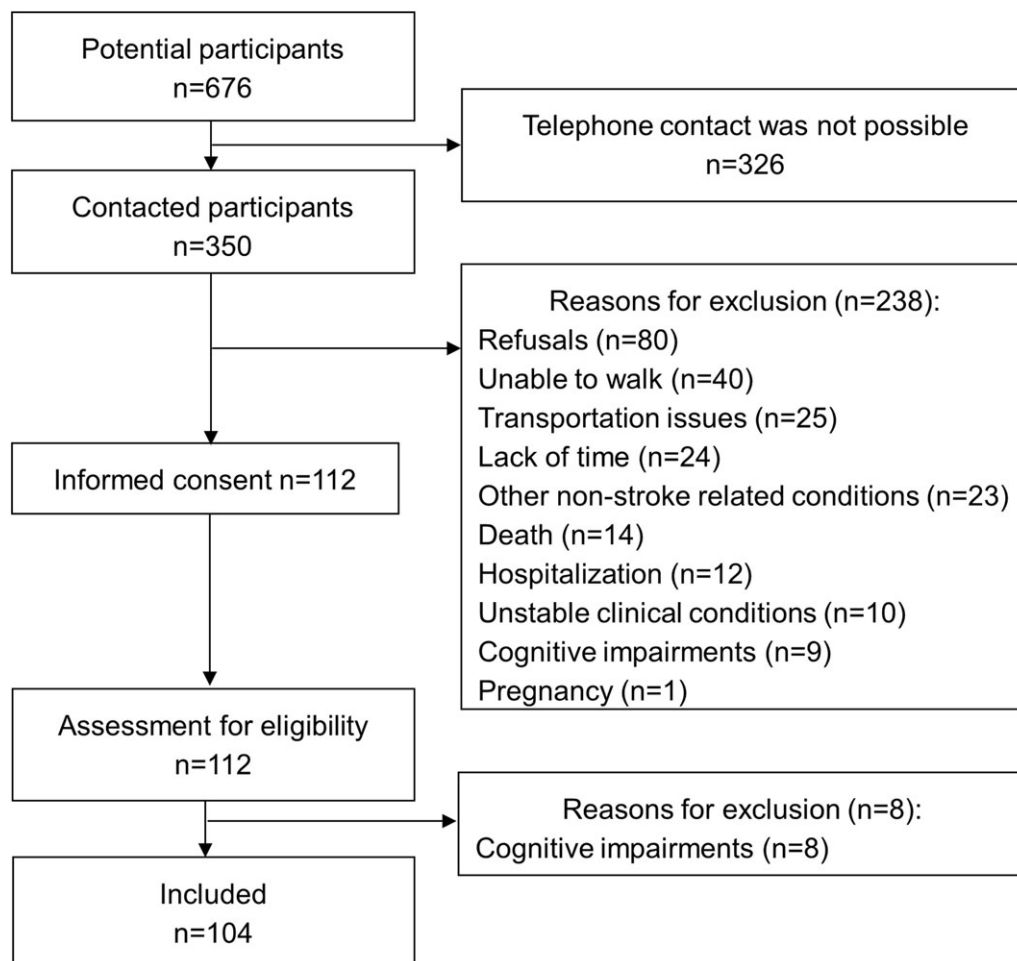 Potential participants
n=676
Telephone contact was not possible
n=326
Contacted participants
n=350
Reasons for exclusion (n=238):
Refusals (n=80)
Unable to walk (n=40)
Transportation issues (n=25)
Lack of time (n=24)
Other non-stroke related conditions (n=23)
Death (n=14)
Hospitalization (n=12)
Unstable clinical conditions (n=10)
Cognitive impairments (n=9)
Pregnancy (n=1)
Informed consent n=112
Assessment for eligibility
n=112
Reasons for exclusion (n=8):
Cognitive impairments (n=8)
Included
n=104